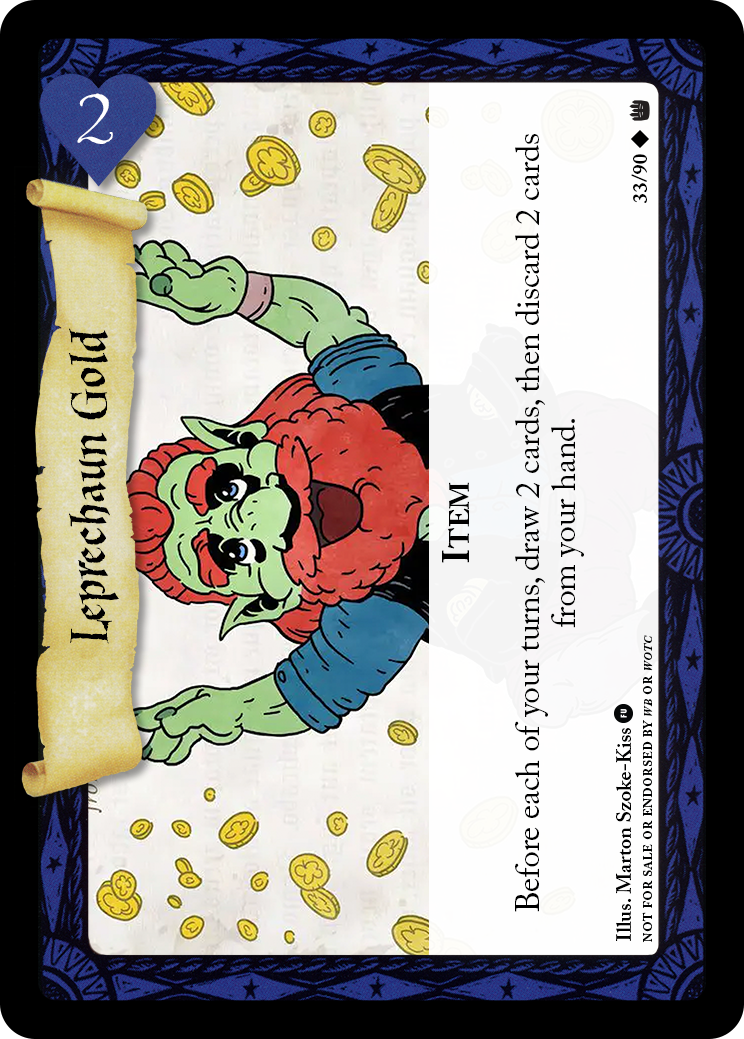 2
Leprechaun Gold
ITEM
Before each of your turns, draw 2 cards, then discard 2 cards
from your hand.
Illus. Marton Szoke-Kiss FU
NOT FOR SALE OR ENDORSED BY WB OR WOTC
33/90